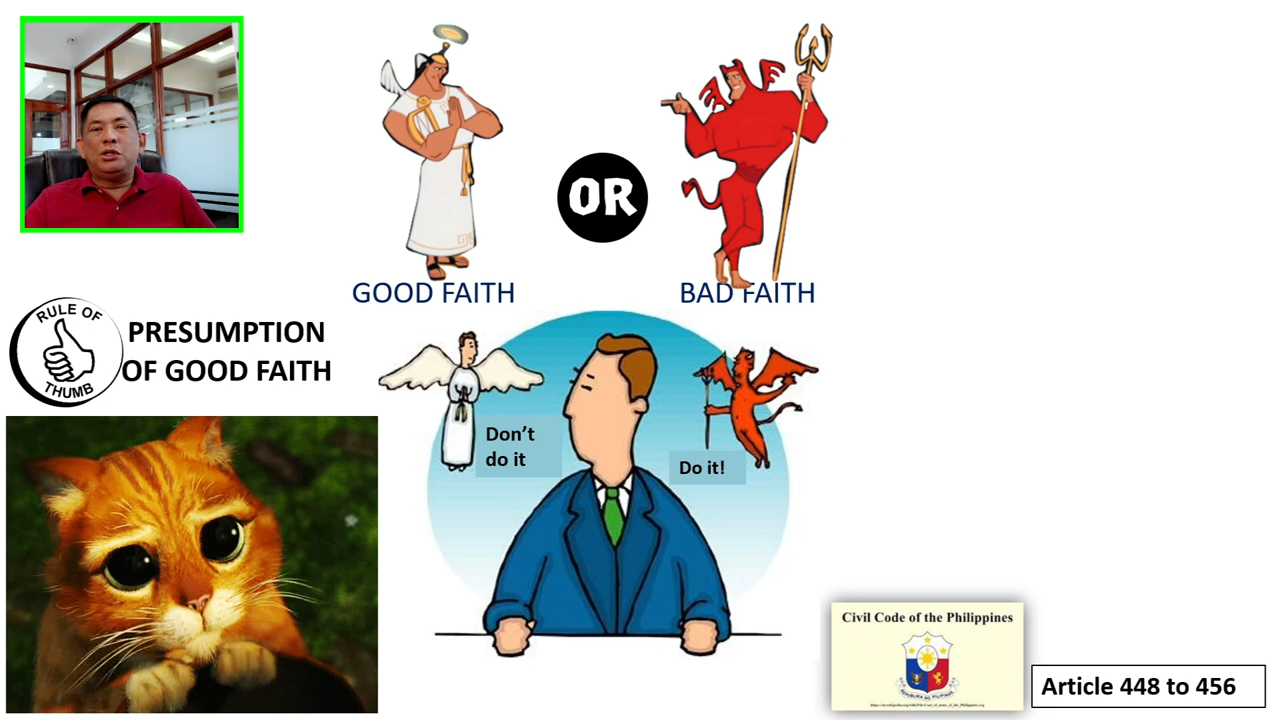 OR
GOOD FAITH
BAD FAITH
RULE OF
THUMB
PRESUMPTION
OF GOOD FAITH
Don't
do it
Do it!
Civil Code of the Philippines
Article 448 to 456